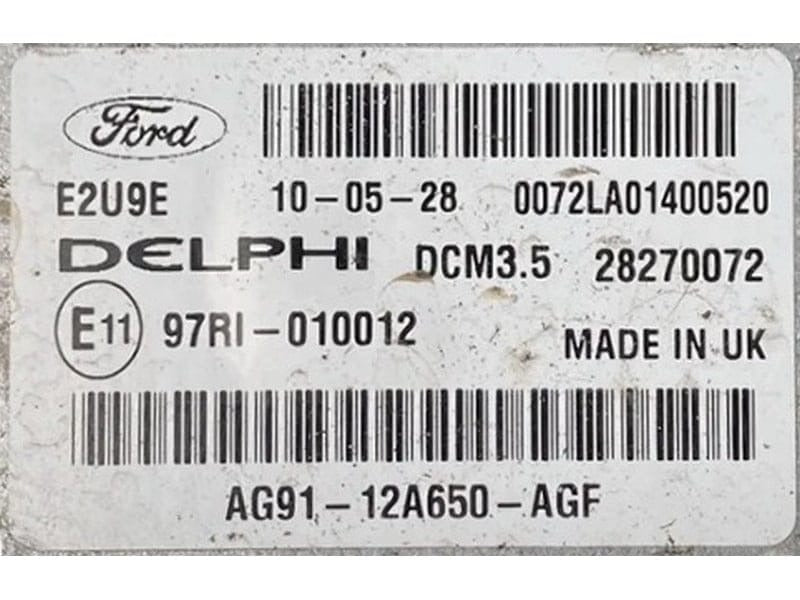 Ford
E2U9E 10-05-28 0072LA01400520
DELPHI DCM3.5 28270072
E11 97RI-010012 MADE IN UK
AG91-12A650-AGF